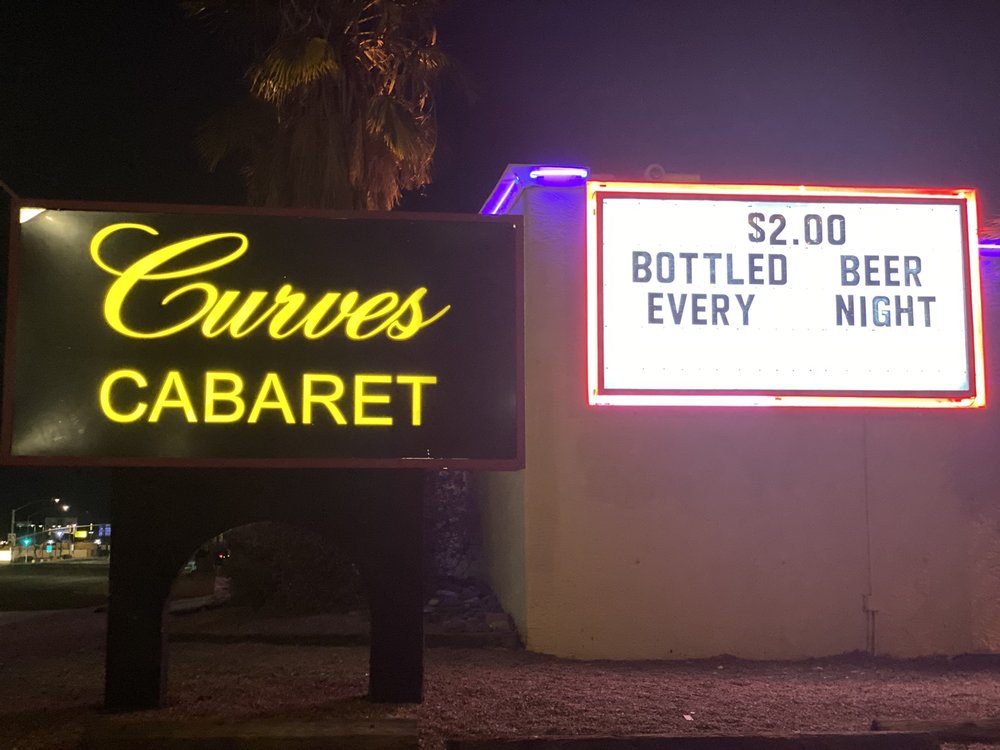 Curves
CABARET
$2.00
BOTTLED BEER
EVERY NIGHT